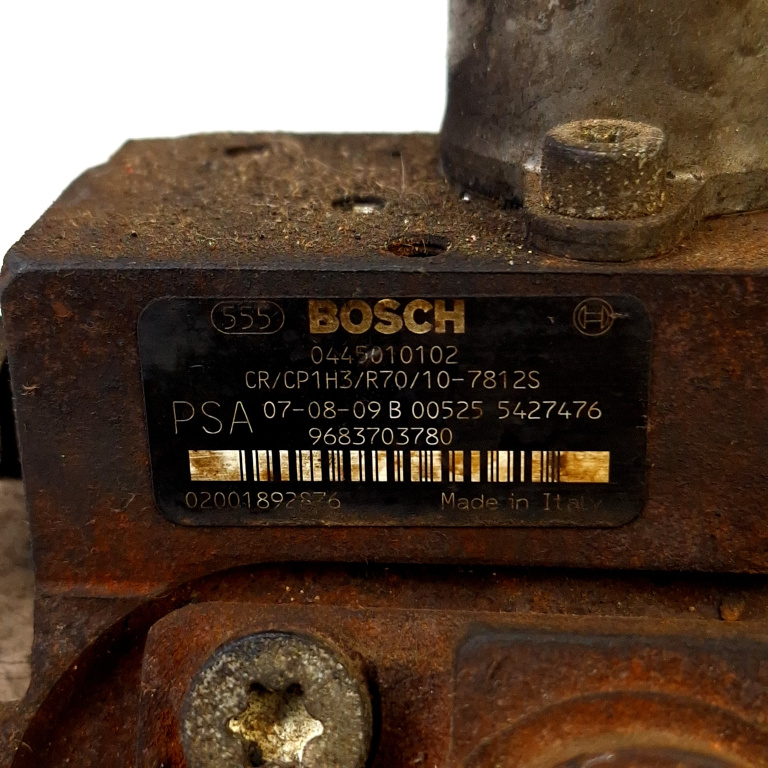 555 BOSCH
0445010102
CR/CP1H3/R70/10-7812S
PSA 07-08-09 B 00525 5427476
9683703780
02001892876 Made in Italy